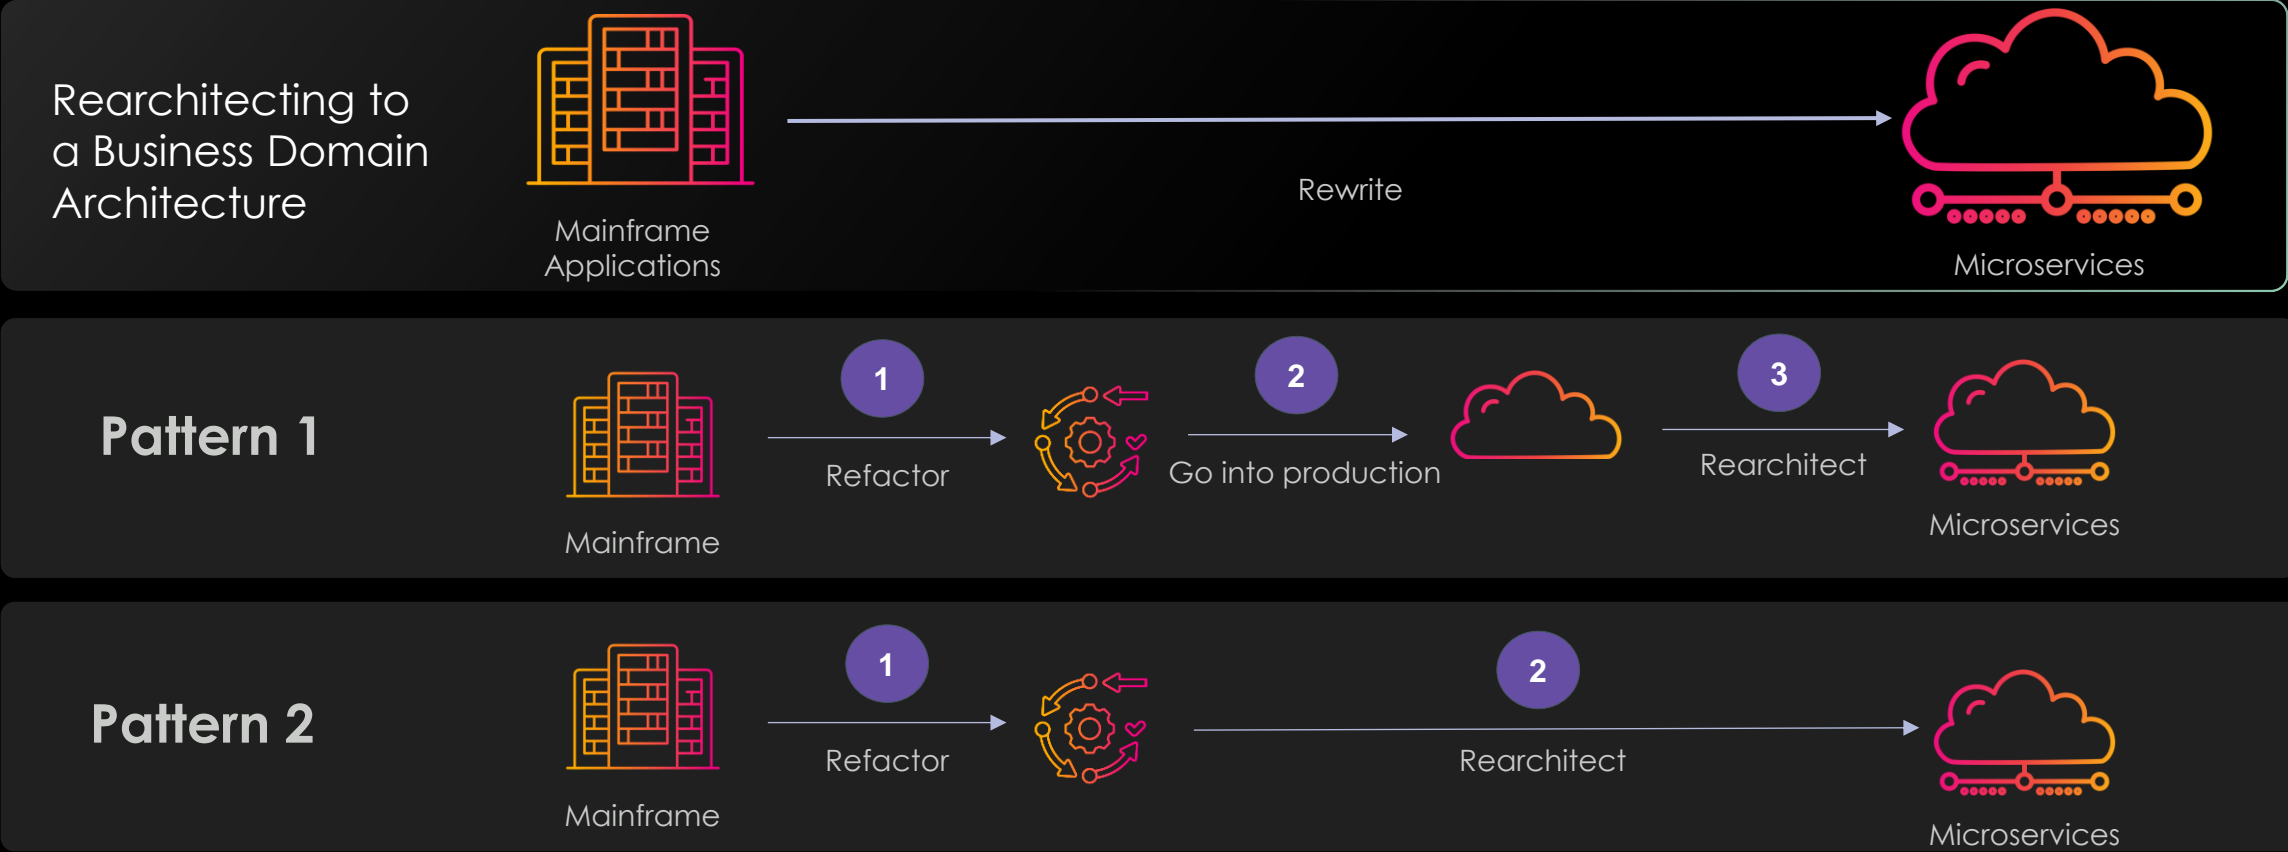 Rearchitecting to
a Business Domain
Architecture
Mainframe
Applications
Rewrite
Microservices
Pattern 1
Mainframe
1
Refactor
2
Go into production
3
Rearchitect
Microservices
Pattern 2
Mainframe
1
Refactor
2
Rearchitect
Microservices